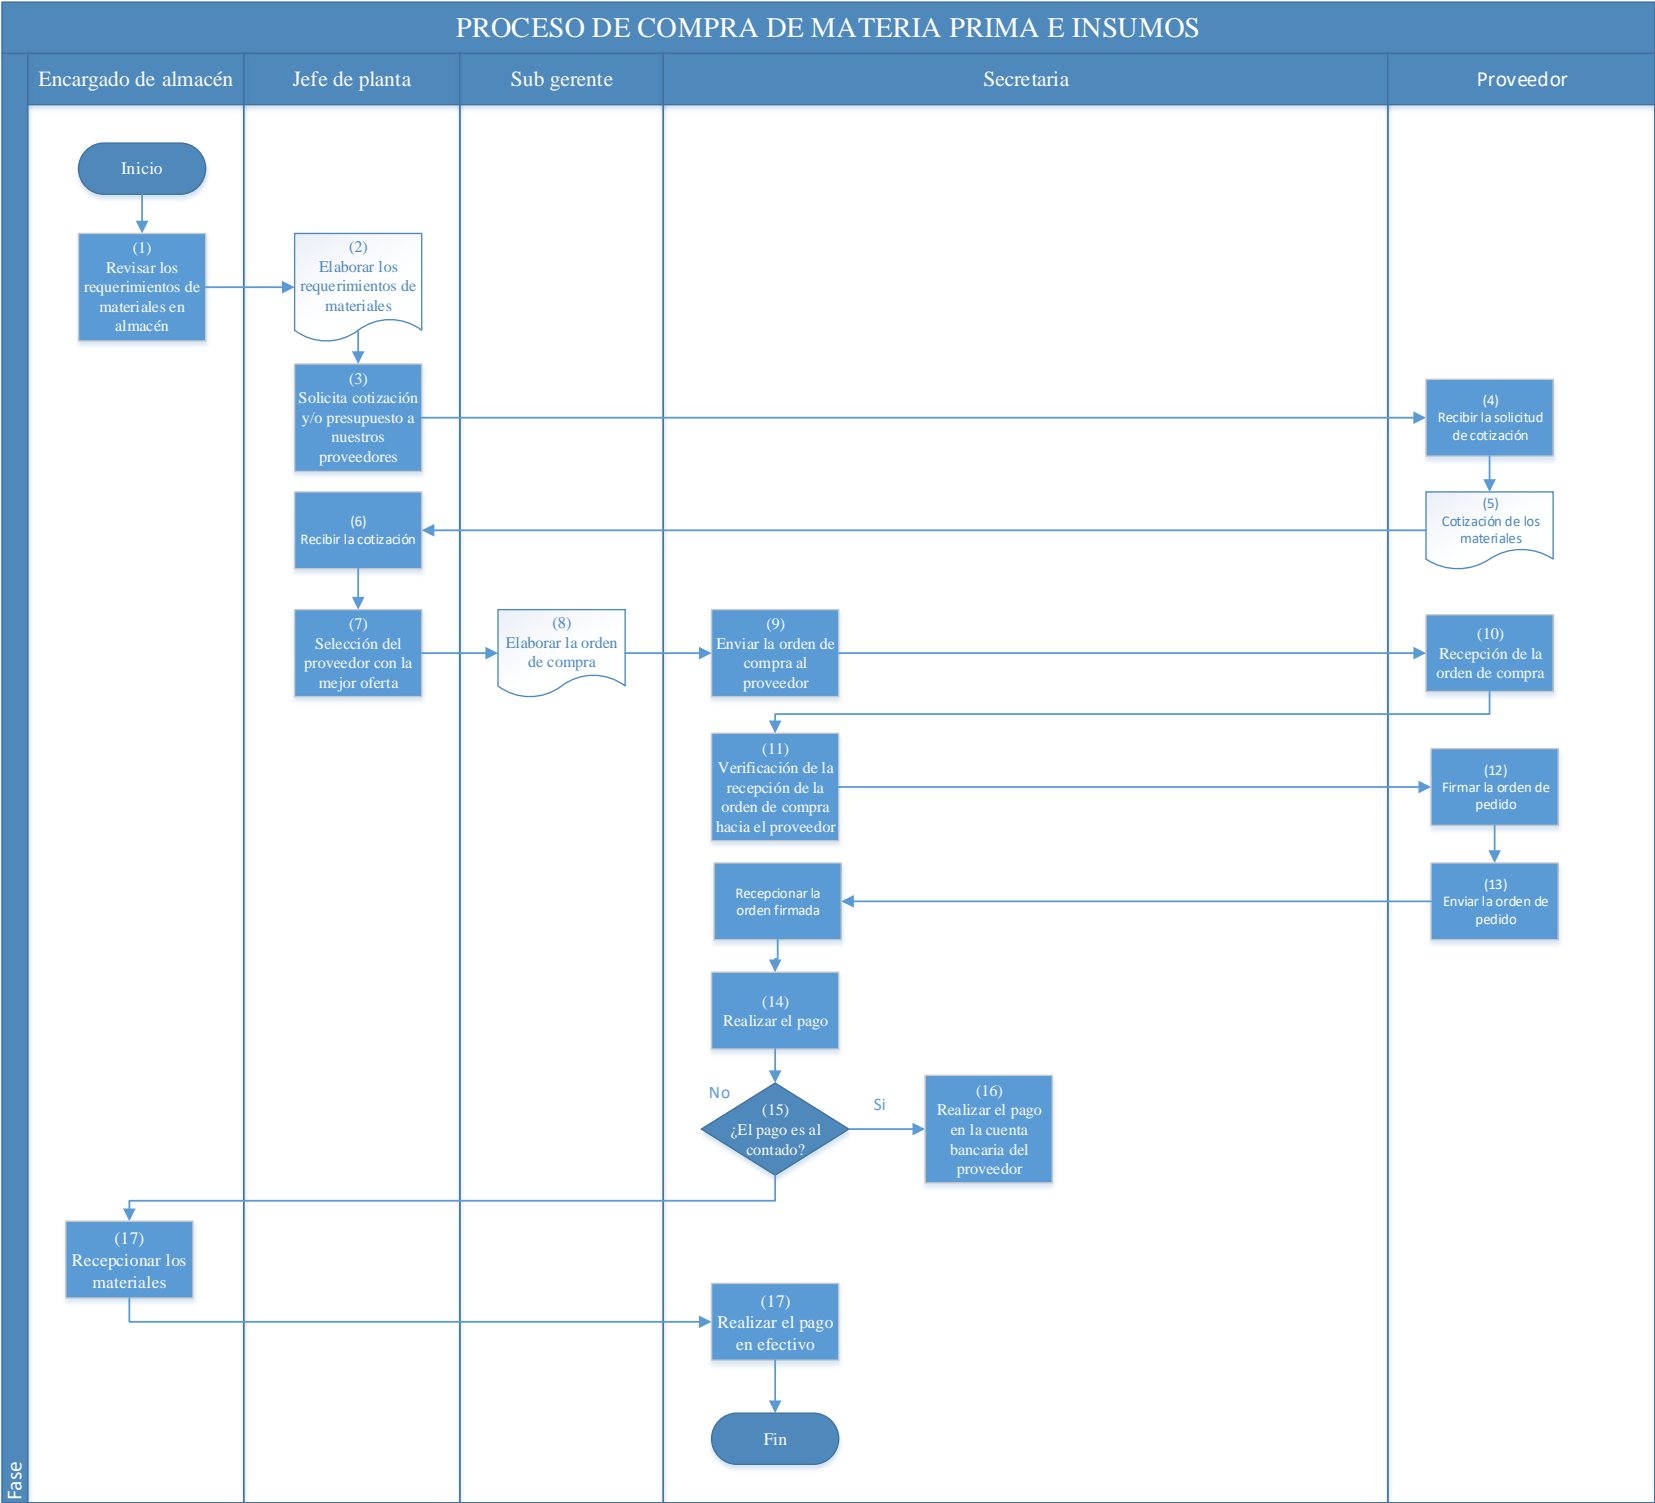 PROCESO DE COMPRA DE MATERIA PRIMA E INSUMOS
Encargado de almacén
Jefe de planta
Sub gerente
Secretaria
Proveedor
Inicio
(1)
Revisar los
requerimientos de
materiales en
almacén
(2)
Elaborar los
requerimientos de
materiales
(3)
Solicita cotización
y/o presupuesto a
nuestros
proveedores
(4)
Recibir la solicitud
de cotización
(5)
Cotización de los
materiales
(6)
Recibir la cotización
(7)
Selección del
proveedor con la
mejor oferta
(8)
Elaborar la orden
de compra
(9)
Enviar la orden de
compra al
proveedor
(10)
Recepción de la
orden de compra
(11)
Verificación de la
recepción de la
orden de compra
hacia el proveedor
(12)
Firmar la orden de
pedido
(13)
Enviar la orden de
pedido
Recepcionar la
orden firmada
(14)
Realizar el pago
No
(15)
¿El pago es al
contado?
Si
(16)
Realizar el pago
en la cuenta
bancaria del
proveedor
(17)
Recepcionar los
materiales
(17)
Realizar el pago
en efectivo
Fin
Fase